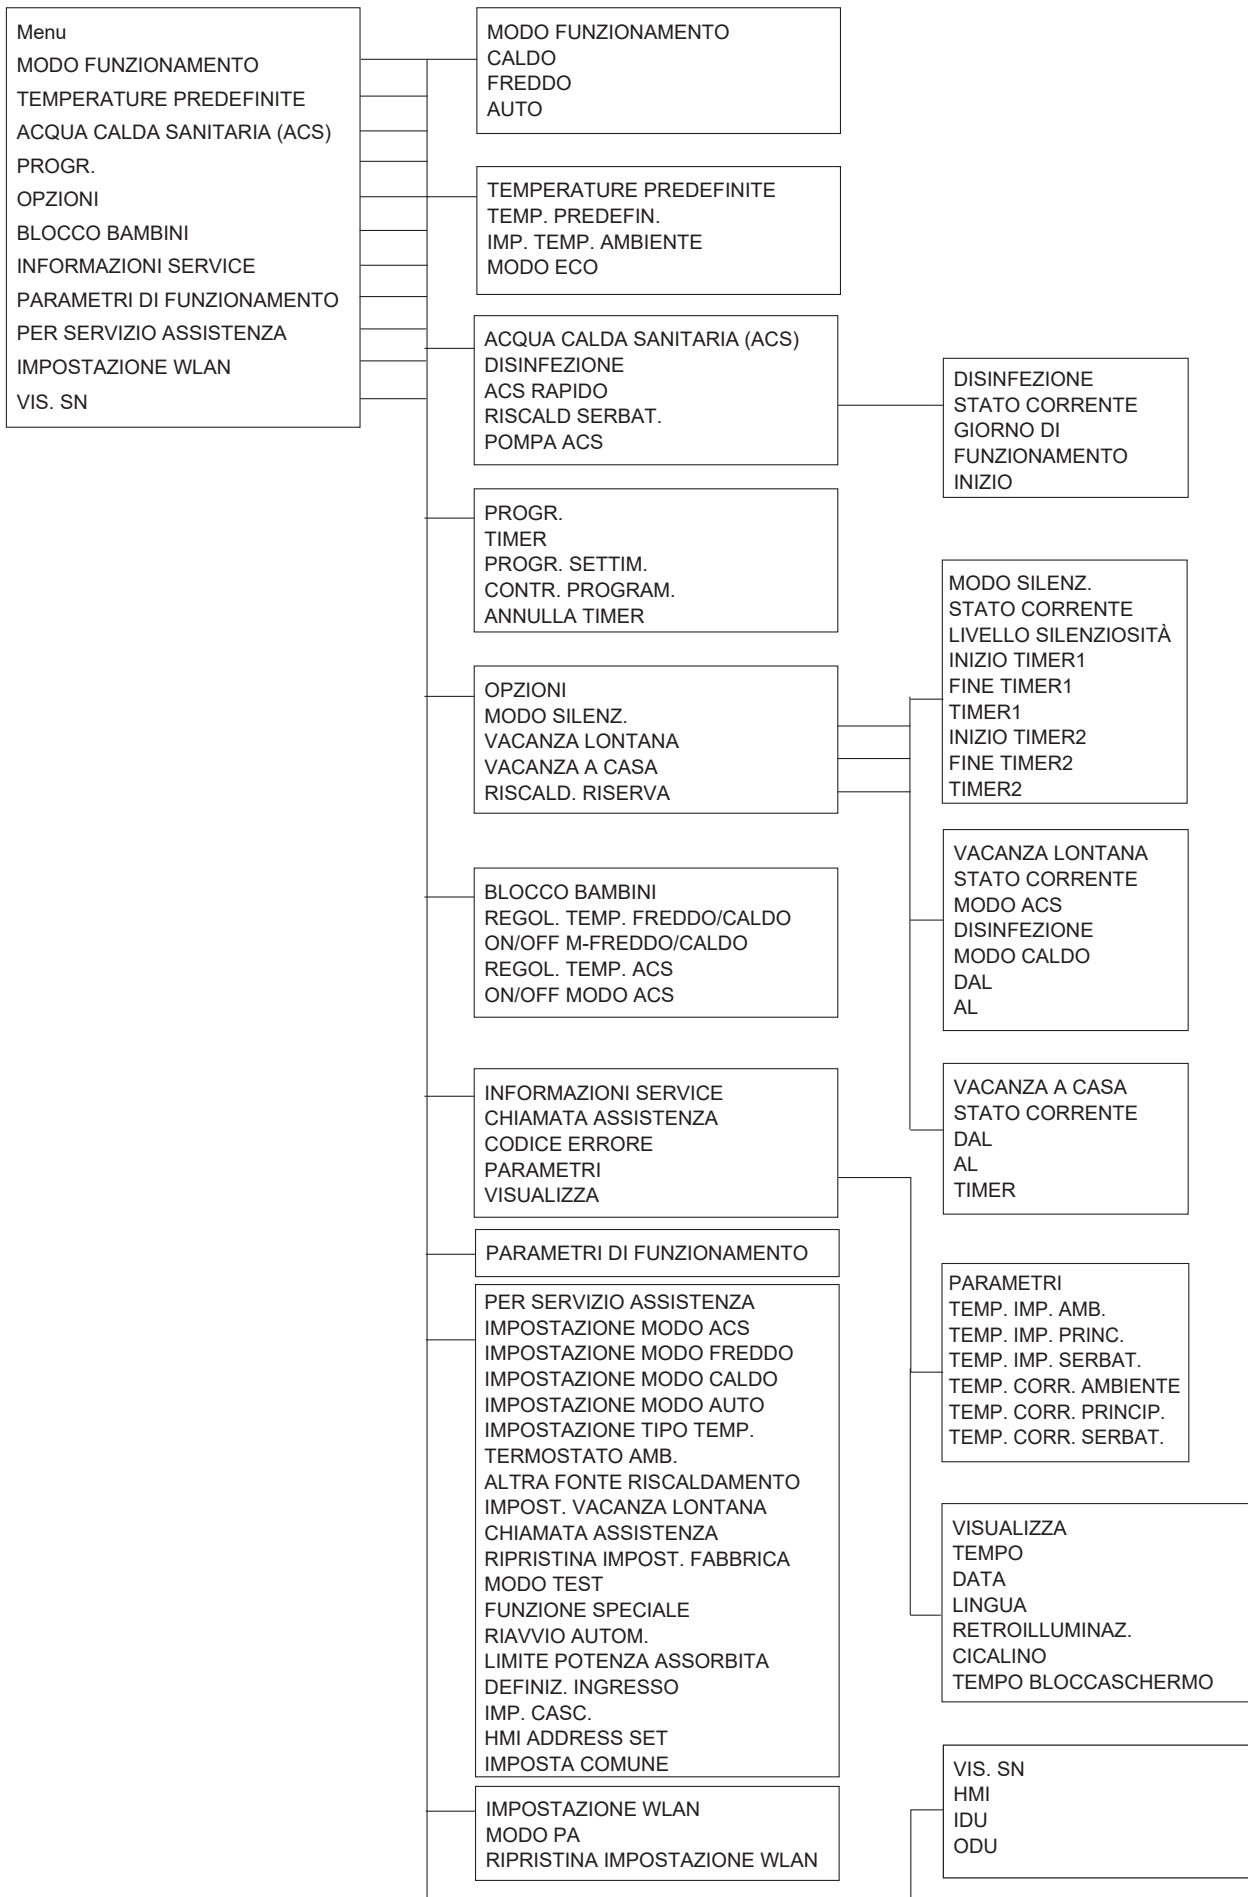 Menu
MODO FUNZIONAMENTO
TEMPERATURE PREDEFINITE
ACQUA CALDA SANITARIA (ACS)
PROGR.
OPZIONI
BLOCCO BAMBINI
INFORMAZIONI SERVICE
PARAMETRI DI FUNZIONAMENTO
PER SERVIZIO ASSISTENZA
IMPOSTAZIONE WLAN
VIS. SN
MODO FUNZIONAMENTO
CALDO
FREDDO
AUTO
TEMPERATURE PREDEFINITE
TEMP. PREDEFIN.
IMP. TEMP. AMBIENTE
MODO ECO
ACQUA CALDA SANITARIA (ACS)
DISINFEZIONE
ACS RAPIDO
RISCALD SERBAT.
POMPA ACS
DISINFEZIONE
STATO CORRENTE
GIORNO DI
FUNZIONAMENTO
INIZIO
PROGR.
TIMER
PROGR. SETTIM.
CONTR. PROGRAM.
ANNULLA TIMER
OPZIONI
MODO SILENZ.
VACANZA LONTANA
VACANZA A CASA
RISCALD. RISERVA
MODO SILENZ.
STATO CORRENTE
LIVELLO SILENZIOSITÀ
INIZIO TIMER1
FINE TIMER1
TIMER1
INIZIO TIMER2
FINE TIMER2
TIMER2
VACANZA LONTANA
STATO CORRENTE
MODO ACS
DISINFEZIONE
MODO CALDO
DAL
AL
VACANZA A CASA
STATO CORRENTE
DAL
AL
TIMER
BLOCCO BAMBINI
REGOL. TEMP. FREDDO/CALDO
ON/OFF M-FREDDO/CALDO
REGOL. TEMP. ACS
ON/OFF MODO ACS
INFORMAZIONI SERVICE
CHIAMATA ASSISTENZA
CODICE ERRORE
PARAMETRI
VISUALIZZA
PARAMETRI
TEMP. IMP. AMB.
TEMP. IMP. PRINC.
TEMP. IMP. SERBAT.
TEMP. CORR. AMBIENTE
TEMP. CORR. PRINCIP.
TEMP. CORR. SERBAT.
VISUALIZZA
TEMPO
DATA
LINGUA
RETROILLUMINAZ.
CICALINO
TEMPO BLOCCASCHERMO
PARAMETRI DI FUNZIONAMENTO
PER SERVIZIO ASSISTENZA
IMPOSTAZIONE MODO ACS
IMPOSTAZIONE MODO FREDDO
IMPOSTAZIONE MODO CALDO
IMPOSTAZIONE MODO AUTO
IMPOSTAZIONE TIPO TEMP.
TERMOSTATO AMB.
ALTRA FONTE RISCALDAMENTO
IMPOST. VACANZA LONTANA
CHIAMATA ASSISTENZA
RIPRISTINA IMPOST. FABBRICA
MODO TEST
FUNZIONE SPECIALE
RIAVVIO AUTOM.
LIMITE POTENZA ASSORBITA
DEFINIZ. INGRESSO
IMP. CASC.
HMI ADDRESS SET
IMPOSTA COMUNE
IMPOSTAZIONE WLAN
MODO PA
RIPRISTINA IMPOSTAZIONE WLAN
VIS. SN
HMI
IDU
ODU